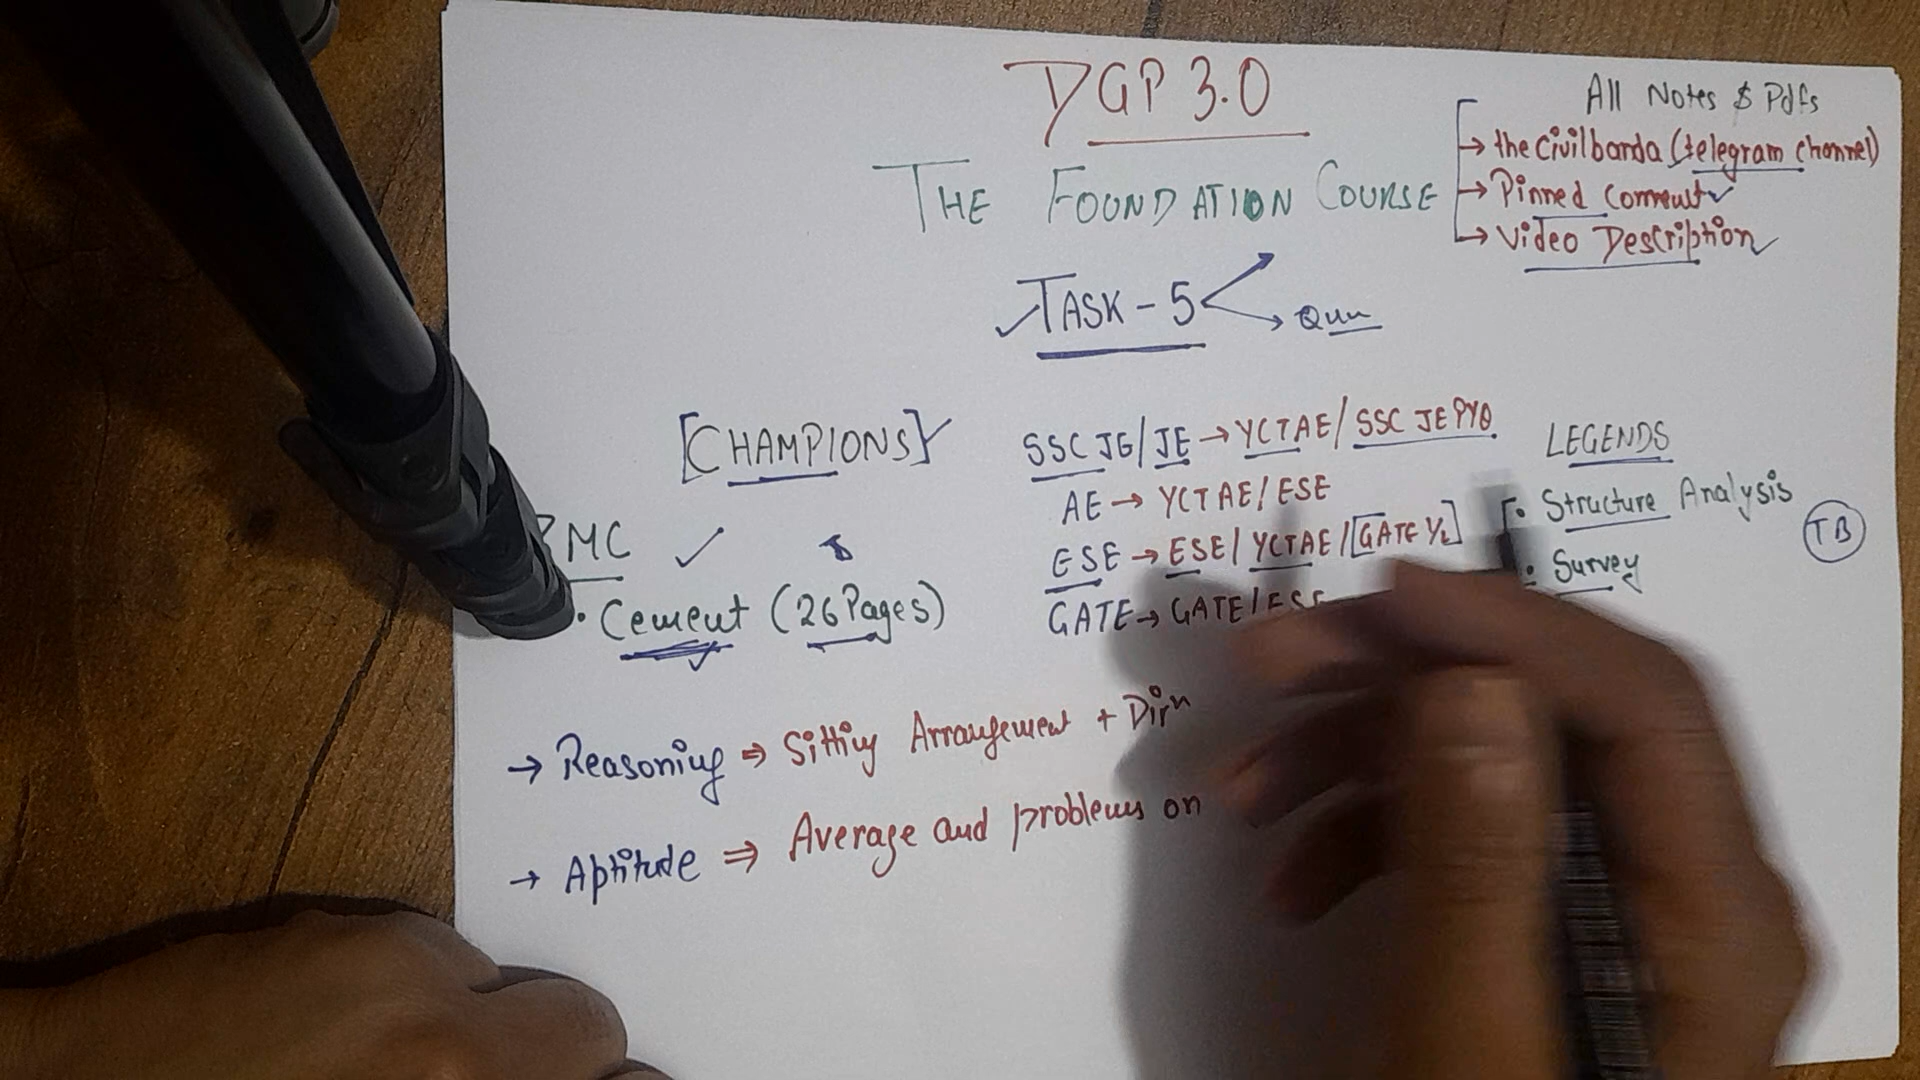 DGP 3.0
THE FOUNDATION COURSE
All Notes & Pdfs
→ the civilbanda (telegram channel)
→ Pinned Comment
→ Video Description
TASK - 5
[CHAMPIONS]
MC
• Cement (26 Pages)
SSC JE/JE → YCTAE/SSC JE PYQ
AE → YCT AE/ESE
ESE → ESE/YCTAE/[GATE 1/2]
GATE → GATE/ESE
LEGENDS
• Structure Analysis
• Survey
TB
→ Reasoning ⇒ Sitting Arrangement + Dirn
→ Aptitude ⇒ Average and problems on